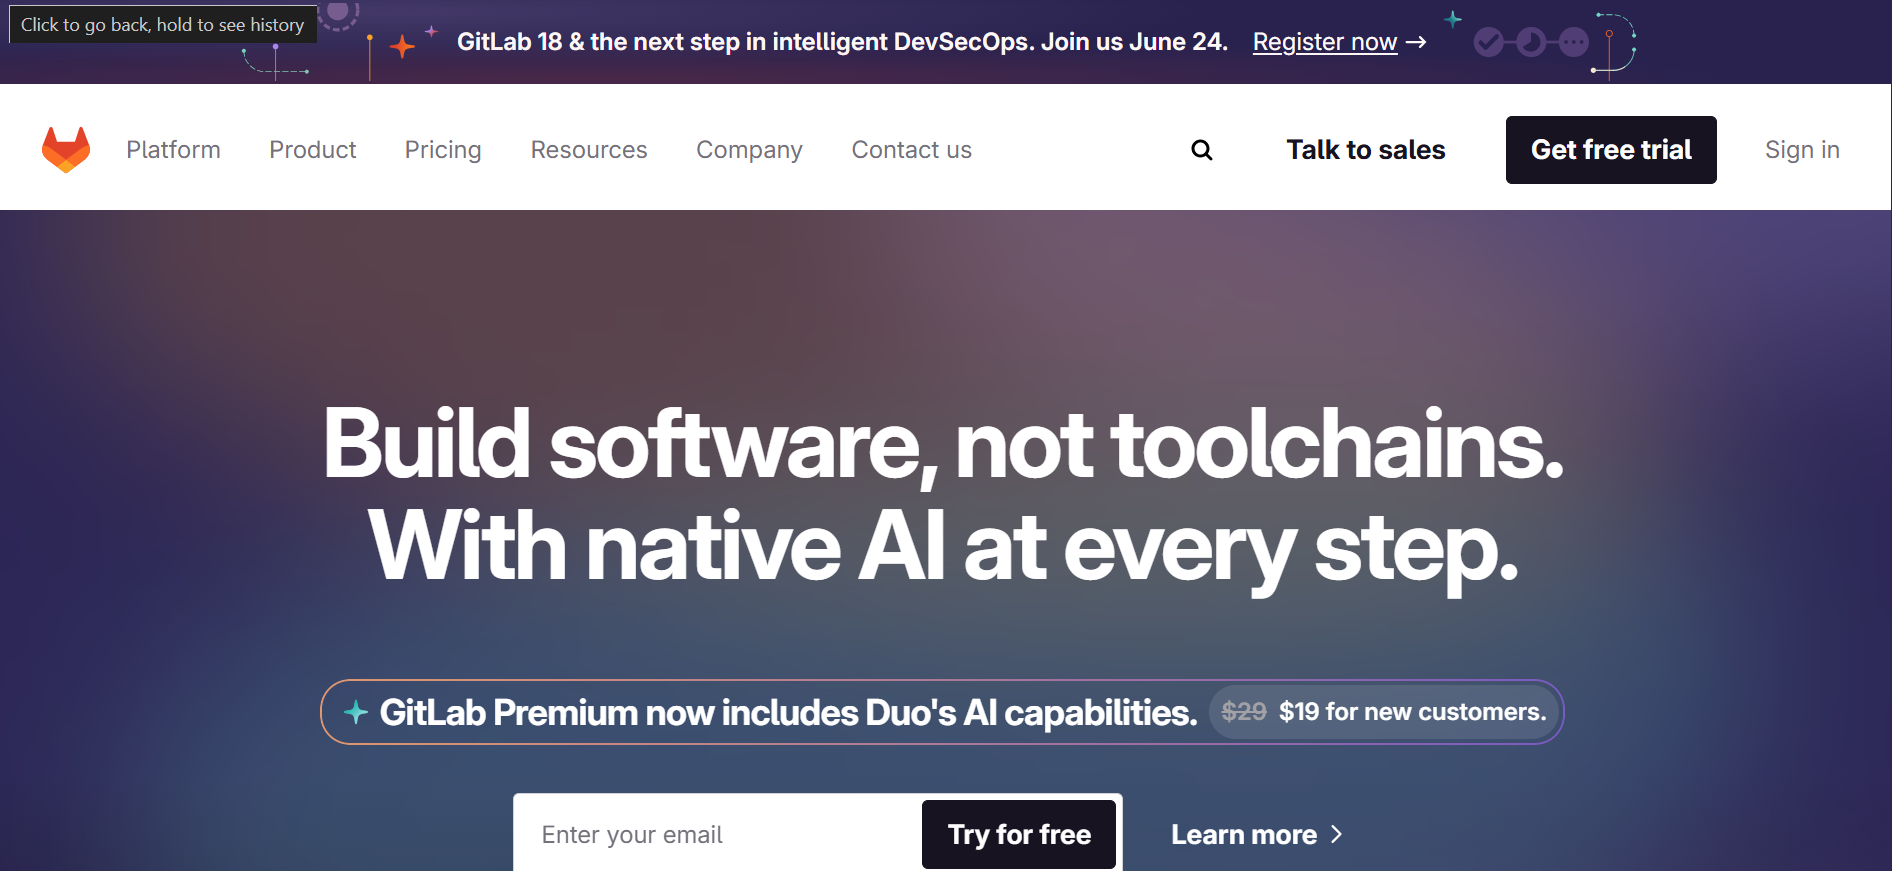 Click to go back, hold to see history
GitLab 18 & the next step in intelligent DevSecOps. Join us June 24. Register now →
Platform Product Pricing Resources Company Contact us Talk to sales Get free trial Sign in
Build software, not toolchains.
With native AI at every step.
GitLab Premium now includes Duo's AI capabilities. $29 $19 for new customers.
Enter your email Try for free Learn more